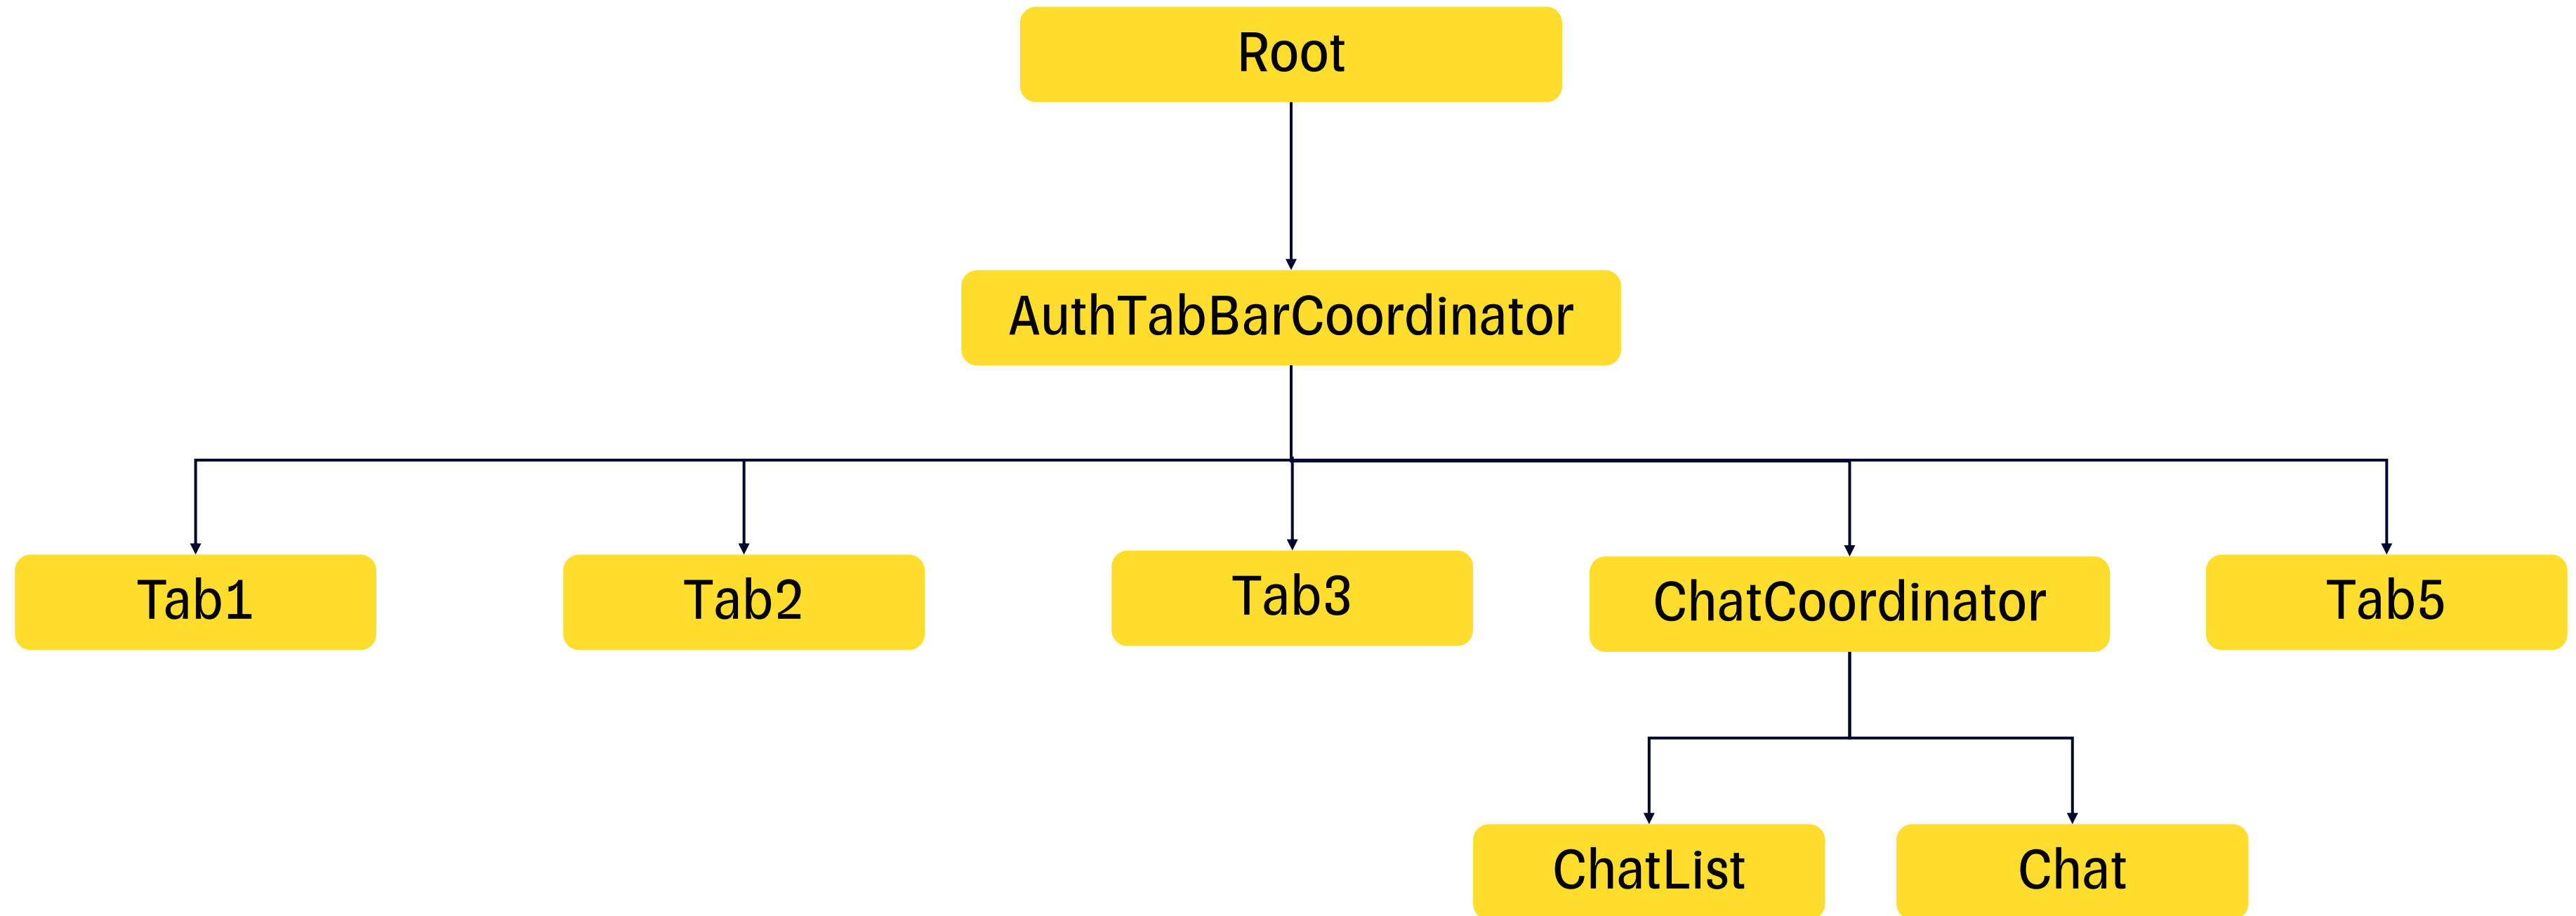 Root
AuthTabBarCoordinator
Tab1
Tab2
Tab3
ChatCoordinator
Tab5
ChatList
Chat